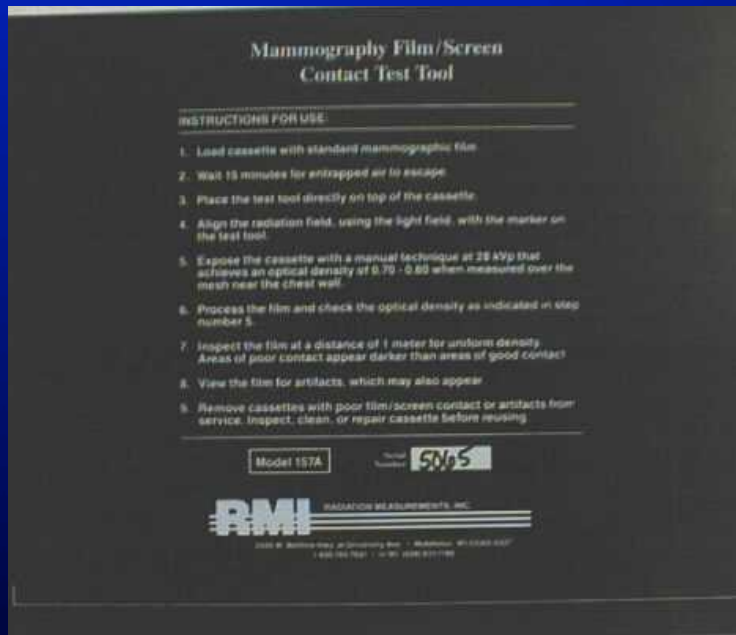 Mammography Film/Screen
Contact Test Tool
INSTRUCTIONS FOR USE:
1. Load cassette with standard mammographic film
2. Wait 15 minutes for entrapped air to escape.
3. Place the test tool directly on top of the cassette.
4. Align the radiation field, using the light field, with the marker on
the test tool.
5. Expose the cassette with a manual technique at 28 kVp that
achieves an optical density of 0.70 - 0.80 when measured over the
mesh near the chest wall.
6. Process the film and check the optical density as indicated in step
number 5.
7. Inspect the film at a distance of 1 meter for uniform density.
Areas of poor contact appear darker than areas of good contact
8. View the film for artifacts, which may also appear
9. Remove cassettes with poor film/screen contact or artifacts from
service. Inspect, clean, or repair cassette before reusing.
Model 157A
Serial
Number
5065
RMI
RADIATION MEASUREMENTS, INC.